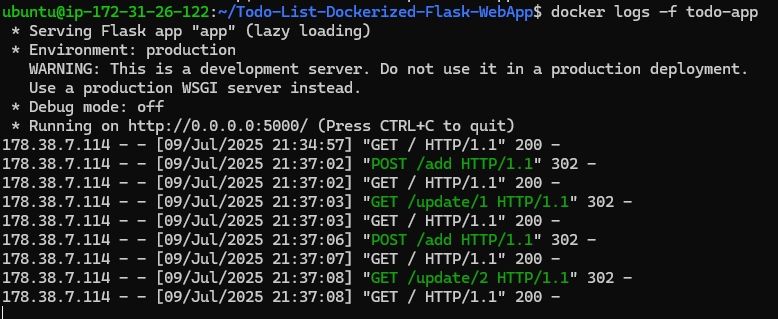 ubuntu@ip-172-31-26-122:~/Todo-List-Dockerized-Flask-WebApp$ docker logs -f todo-app
 * Serving Flask app "app" (lazy loading)
 * Environment: production
   WARNING: This is a development server. Do not use it in a production deployment.
   Use a production WSGI server instead.
 * Debug mode: off
 * Running on http://0.0.0.0:5000/ (Press CTRL+C to quit)
178.38.7.114 - - [09/Jul/2025 21:34:57] "GET / HTTP/1.1" 200 -
178.38.7.114 - - [09/Jul/2025 21:37:02] "POST /add HTTP/1.1" 302 -
178.38.7.114 - - [09/Jul/2025 21:37:02] "GET / HTTP/1.1" 200 -
178.38.7.114 - - [09/Jul/2025 21:37:03] "GET /update/1 HTTP/1.1" 302 -
178.38.7.114 - - [09/Jul/2025 21:37:03] "GET / HTTP/1.1" 200 -
178.38.7.114 - - [09/Jul/2025 21:37:06] "POST /add HTTP/1.1" 302 -
178.38.7.114 - - [09/Jul/2025 21:37:07] "GET / HTTP/1.1" 200 -
178.38.7.114 - - [09/Jul/2025 21:37:08] "GET /update/2 HTTP/1.1" 302 -
178.38.7.114 - - [09/Jul/2025 21:37:08] "GET / HTTP/1.1" 200 -